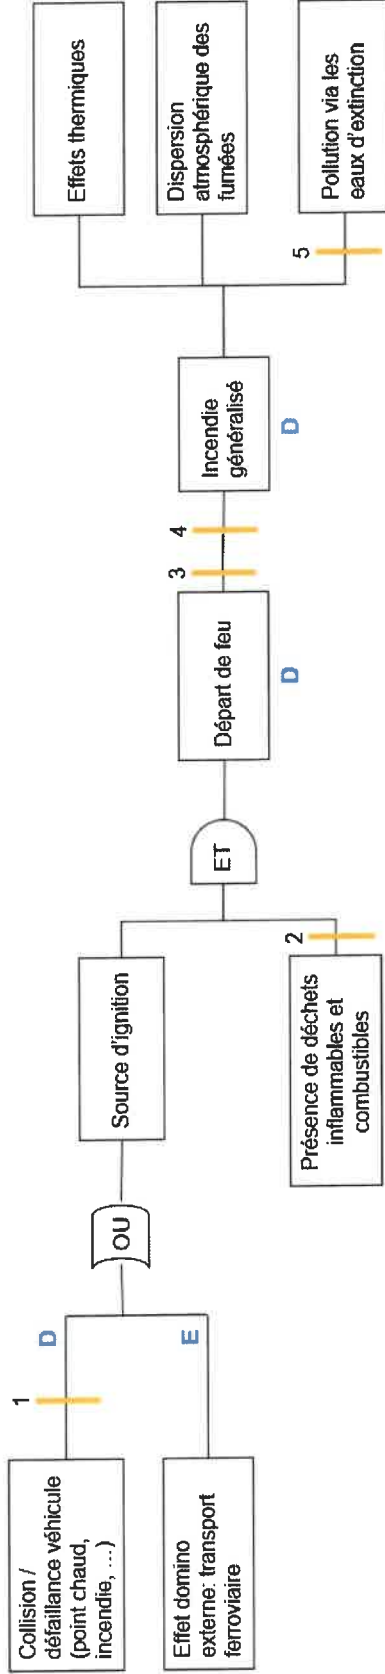 Collision /
défaillance véhicule
(point chaud,
incendie, ...)
1
D
Effet domino
externe: transport
ferroviaire
E
OU
Source d'ignition
Présence de déchets
inflammables et
combustibles
2
ET
Départ de feu
D
3
4
Incendie
généralisé
D
Effets thermiques
Dispersion
atmosphérique des
fumées
5
Pollution via les
eaux d'extinction